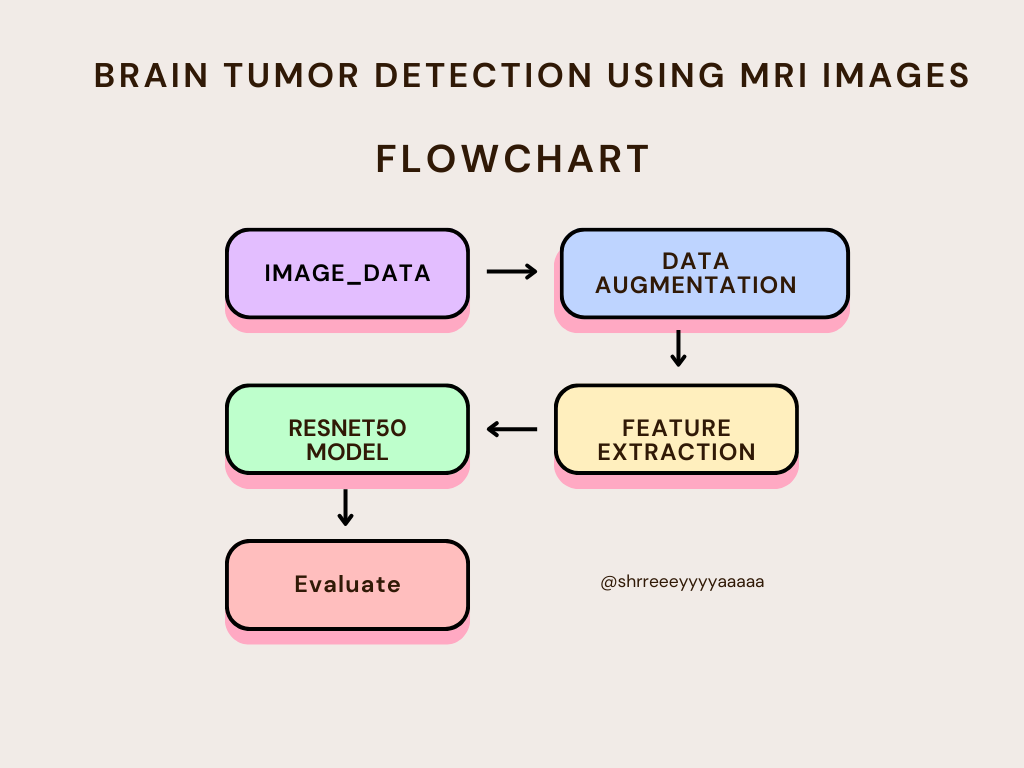 BRAIN TUMOR DETECTION USING MRI IMAGES
FLOWCHART
IMAGE_DATA
DATA
AUGMENTATION
FEATURE
EXTRACTION
RESNET50
MODEL
Evaluate
@shrreeeyyyyaaaaa